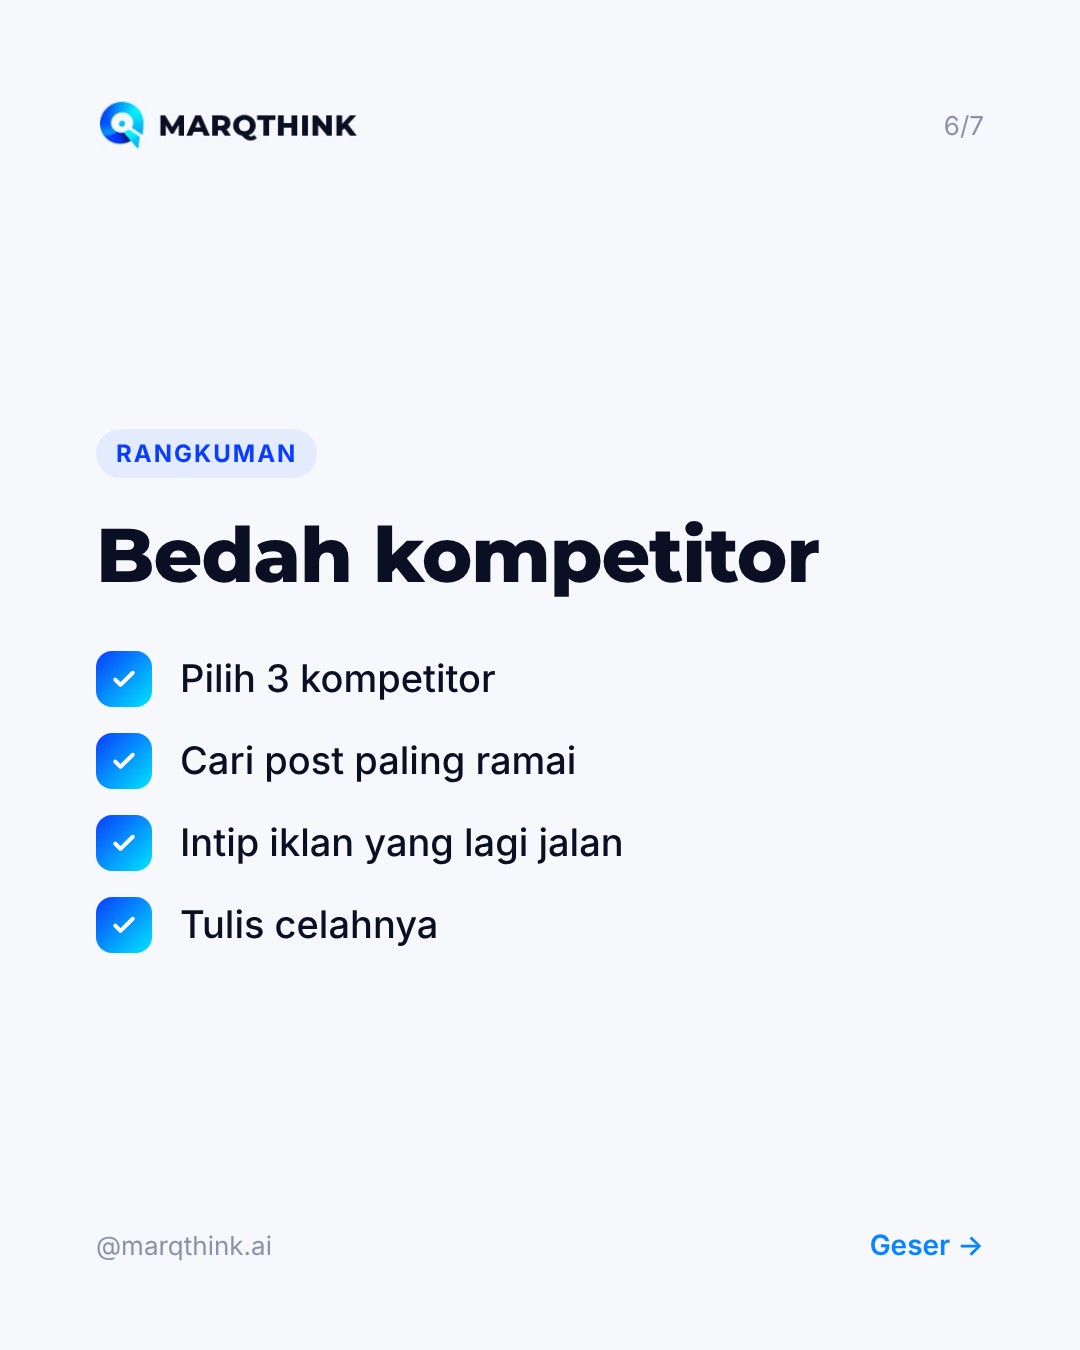 MARQTHINK
6/7
RANGKUMAN
Bedah kompetitor
Pilih 3 kompetitor
Cari post paling ramai
Intip iklan yang lagi jalan
Tulis celahnya
@marqthink.ai
Geser →